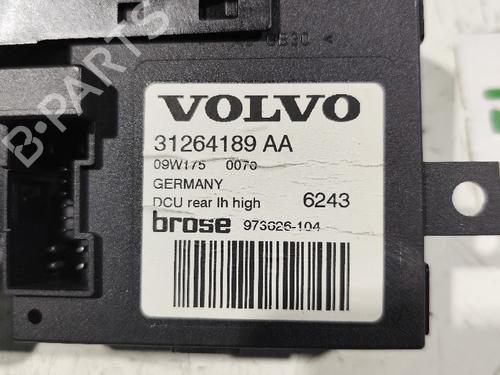 VOLVO
31264189 AA
09W175 0070
GERMANY
DCU rear lh high 6243
brose 973626-104
B-PARTS